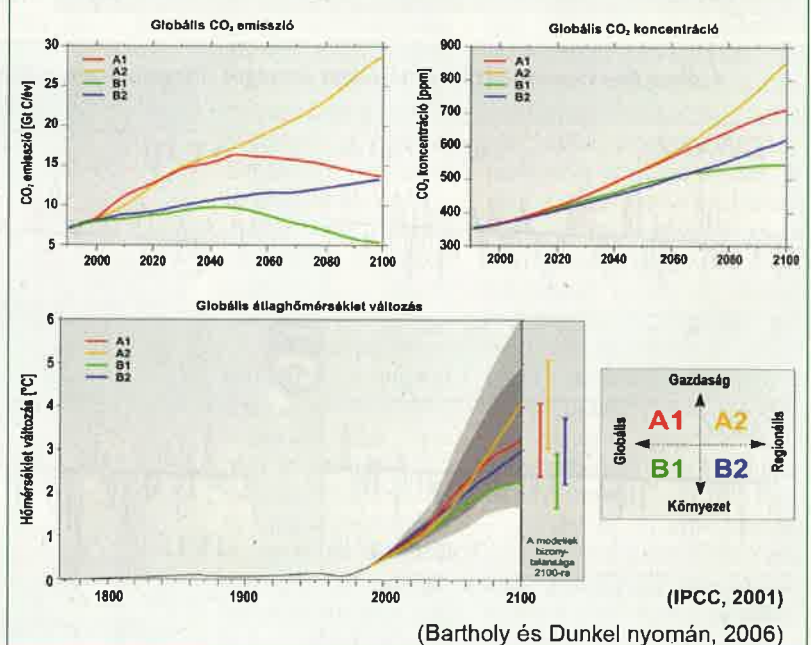 Globális CO₂ emisszió
CO₂ emisszió [Gt C/év]
30
25
20
15
10
5
A1
A2
B1
B2
2000 2020 2040 2060 2080 2100
Globális CO₂ koncentráció
CO₂ koncentráció [ppm]
900
800
700
600
500
400
300
A1
A2
B1
B2
2000 2020 2040 2060 2080 2100
Globális átlaghőmérséklet változás
Hőmérséklet változás [°C]
6
5
4
3
2
1
0
A1
A2
B1
B2
1800 1900 2000 2100
A modellek
bizony-
talansága
2100-ra
Gazdaság
Globális
A1 A2
B1 B2
Regionális
Környezet
(IPCC, 2001)
(Bartholy és Dunkel nyomán, 2006)